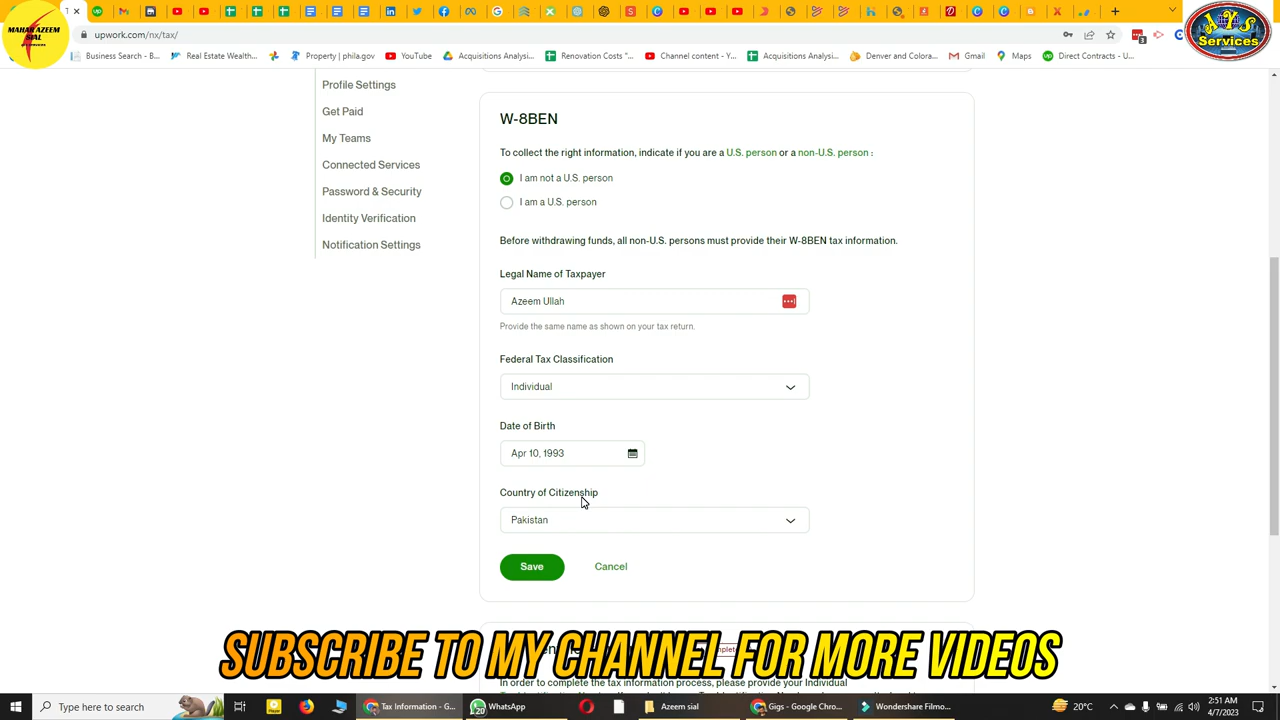 MAHAR AZEEM
SIAL
upwork.com/nx/tax/
3
AYS
Services
Business Search - B...
Real Estate Wealth...
Property | phila.gov
YouTube
Acquisitions Analysi...
Renovation Costs "...
Channel content - Y...
Acquisitions Analysi...
Denver and Colora...
Gmail
Maps
Direct Contracts - U...
Profile Settings
Get Paid
My Teams
Connected Services
Password & Security
Identity Verification
Notification Settings
W-8BEN
To collect the right information, indicate if you are a U.S. person or a non-U.S. person :
I am not a U.S. person
I am a U.S. person
Before withdrawing funds, all non-U.S. persons must provide their W-8BEN tax information.
Legal Name of Taxpayer
Azeem Ullah
Provide the same name as shown on your tax return.
Federal Tax Classification
Individual
Date of Birth
Apr 10, 1993
Country of Citizenship
Pakistan
Save
Cancel
SUBSCRIBE TO MY CHANNEL FOR MORE VIDEOS
In order to complete the tax information process, please provide your Individual
Type here to search
Tax Information - G...
WhatsApp
Azeem sial
Gigs - Google Chro...
Wondershare Filmo...
20°C
2:51 AM
4/7/2023